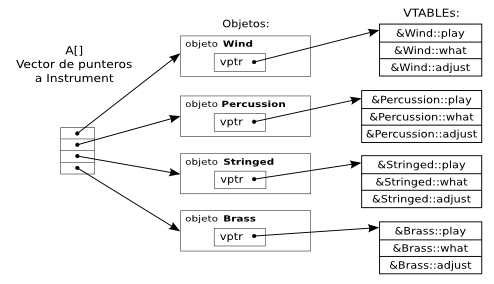 A[]
Vector de punteros
a Instrument
Objetos:
VTABLES:
objeto Wind
vptr
&Wind::play
&Wind::what
&Wind::adjust
objeto Percussion
vptr
&Percussion::play
&Percussion::what
&Percussion::adjust
objeto Stringed
vptr
&Stringed::play
&Stringed::what
&Stringed::adjust
objeto Brass
vptr
&Brass::play
&Brass::what
&Brass::adjust